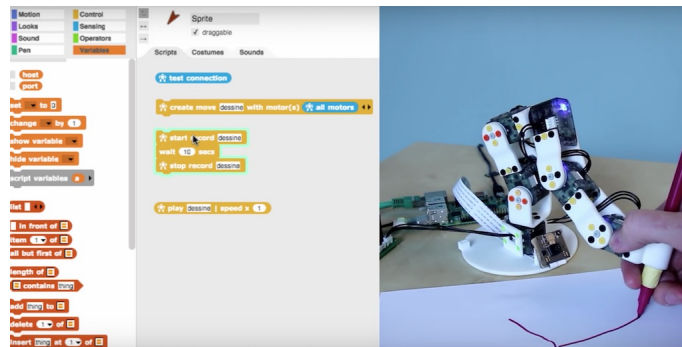 Motion
Control
Looks
Sensing
Sound
Operators
Pen
Variables
host
port
set to 0
change by 1
show variable
hide variable
script variables a
list
in front of
item 1 of
all but first of
length of
contains thing
add thing to
delete 1 of
insert thing at 1 of
Sprite
draggable
Scripts Costumes Sounds
test connection
create move dessine with motor(s) all motors
start record dessine
wait 10 secs
stop record dessine
play dessine | speed x 1